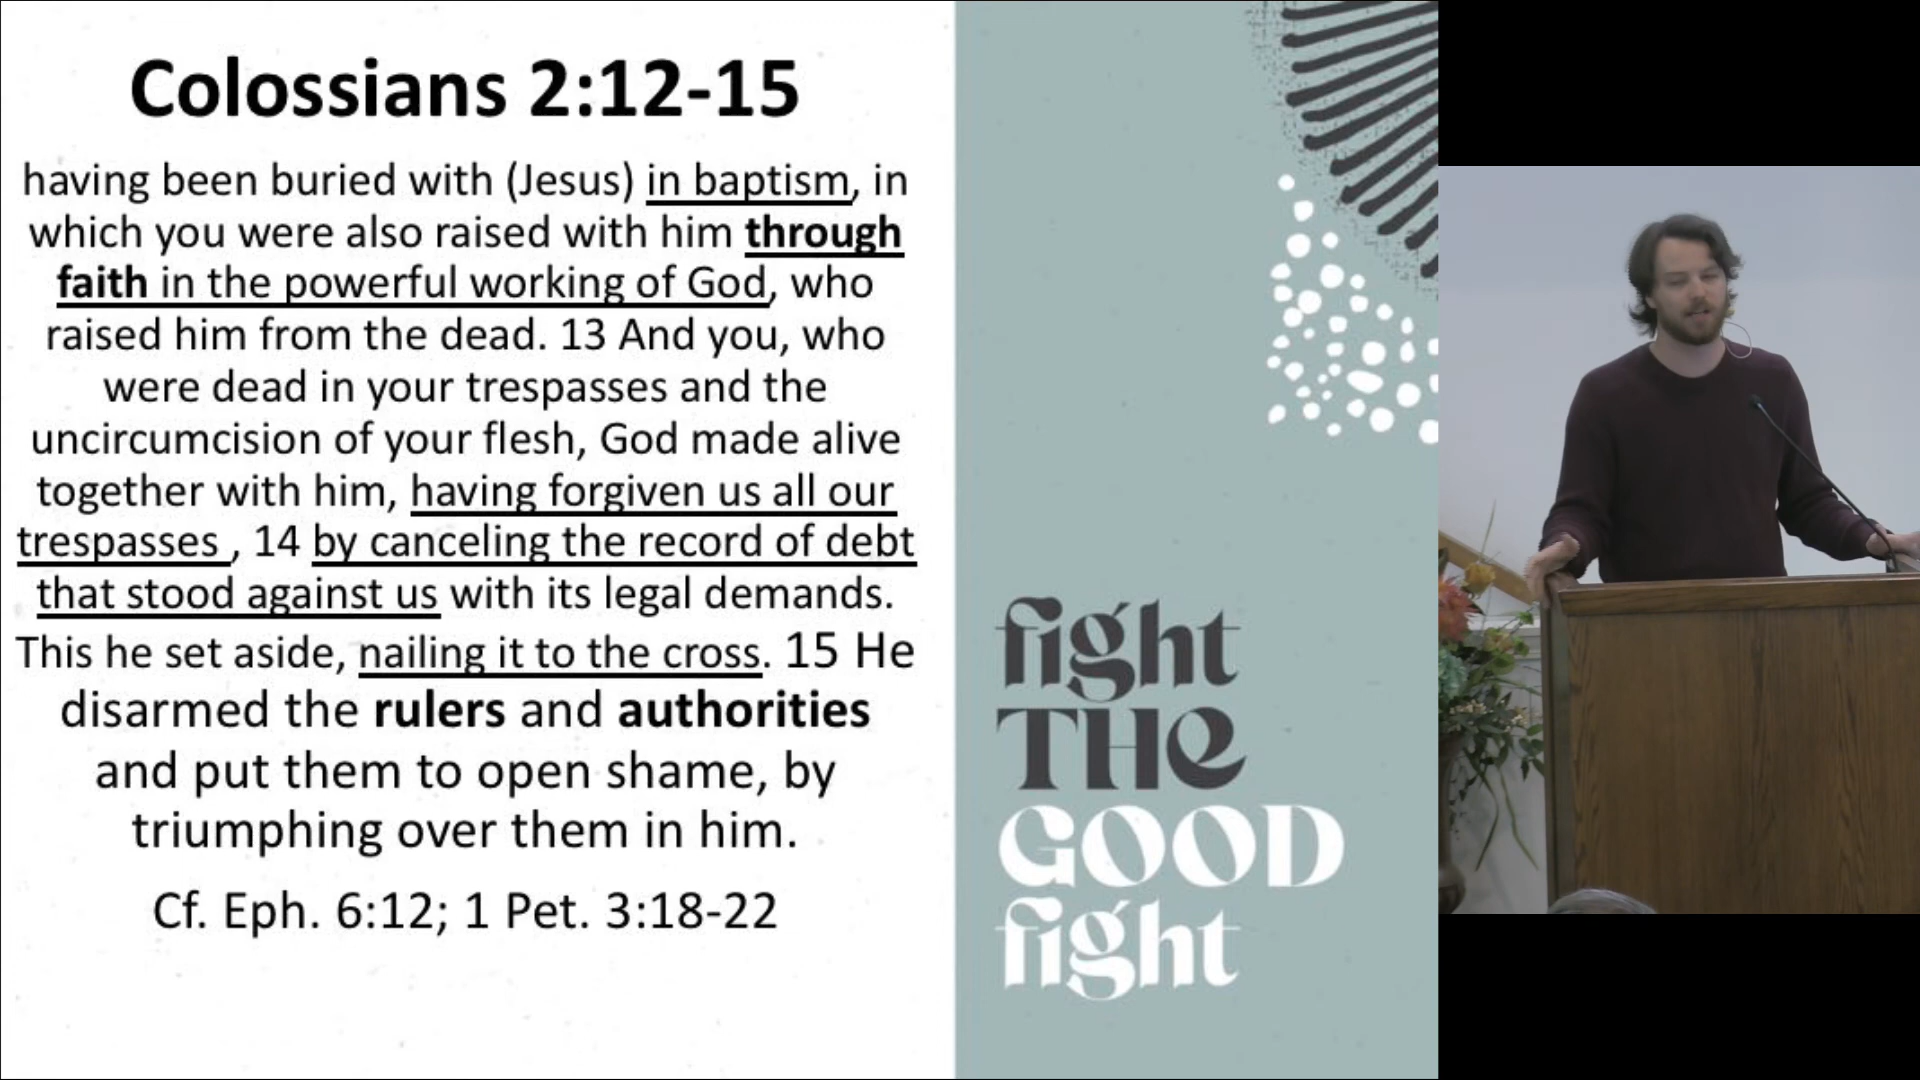 Colossians 2:12-15
having been buried with (Jesus) in baptism, in
which you were also raised with him through
faith in the powerful working of God, who
raised him from the dead. 13 And you, who
were dead in your trespasses and the
uncircumcision of your flesh, God made alive
together with him, having forgiven us all our
trespasses , 14 by canceling the record of debt
that stood against us with its legal demands.
This he set aside, nailing it to the cross. 15 He
disarmed the rulers and authorities
and put them to open shame, by
triumphing over them in him.
Cf. Eph. 6:12; 1 Pet. 3:18-22
fight
THe
GOOD
fight